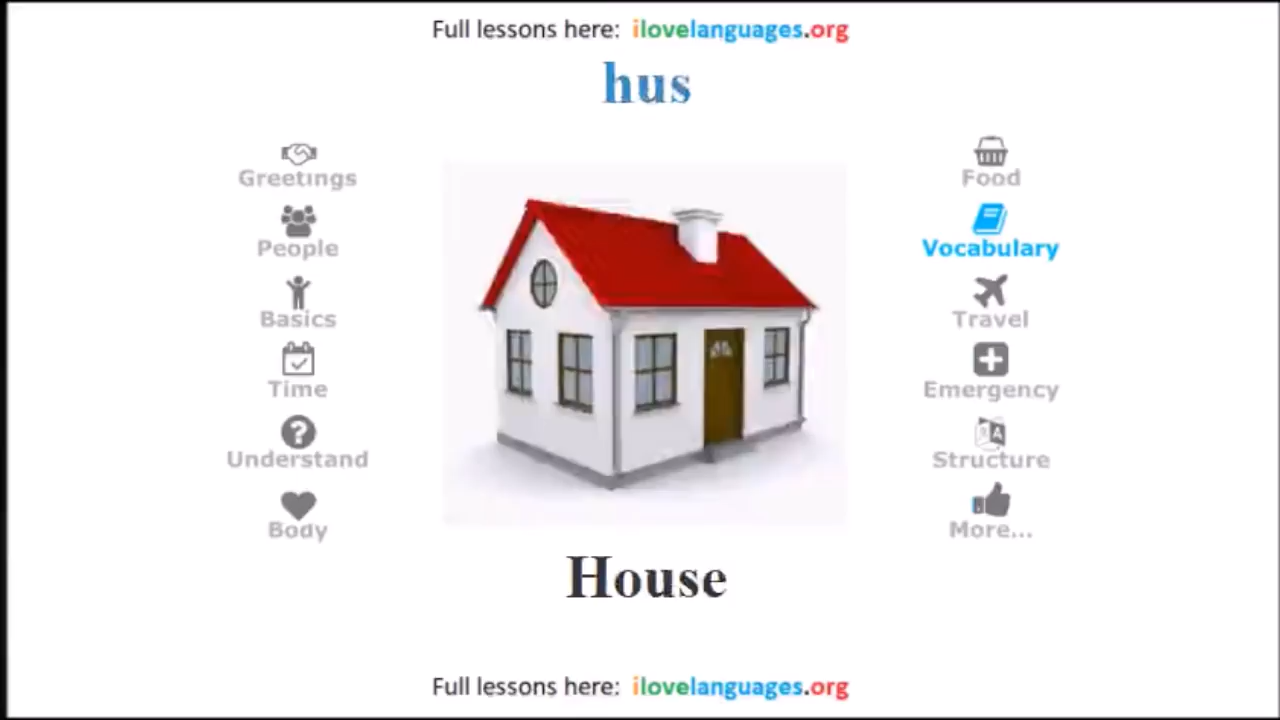 Full lessons here: ilovelanguages.org
hus
Greetings
People
Basics
Time
Understand
Body
Food
Vocabulary
Travel
Emergency
Structure
More...
House
Full lessons here: ilovelanguages.org